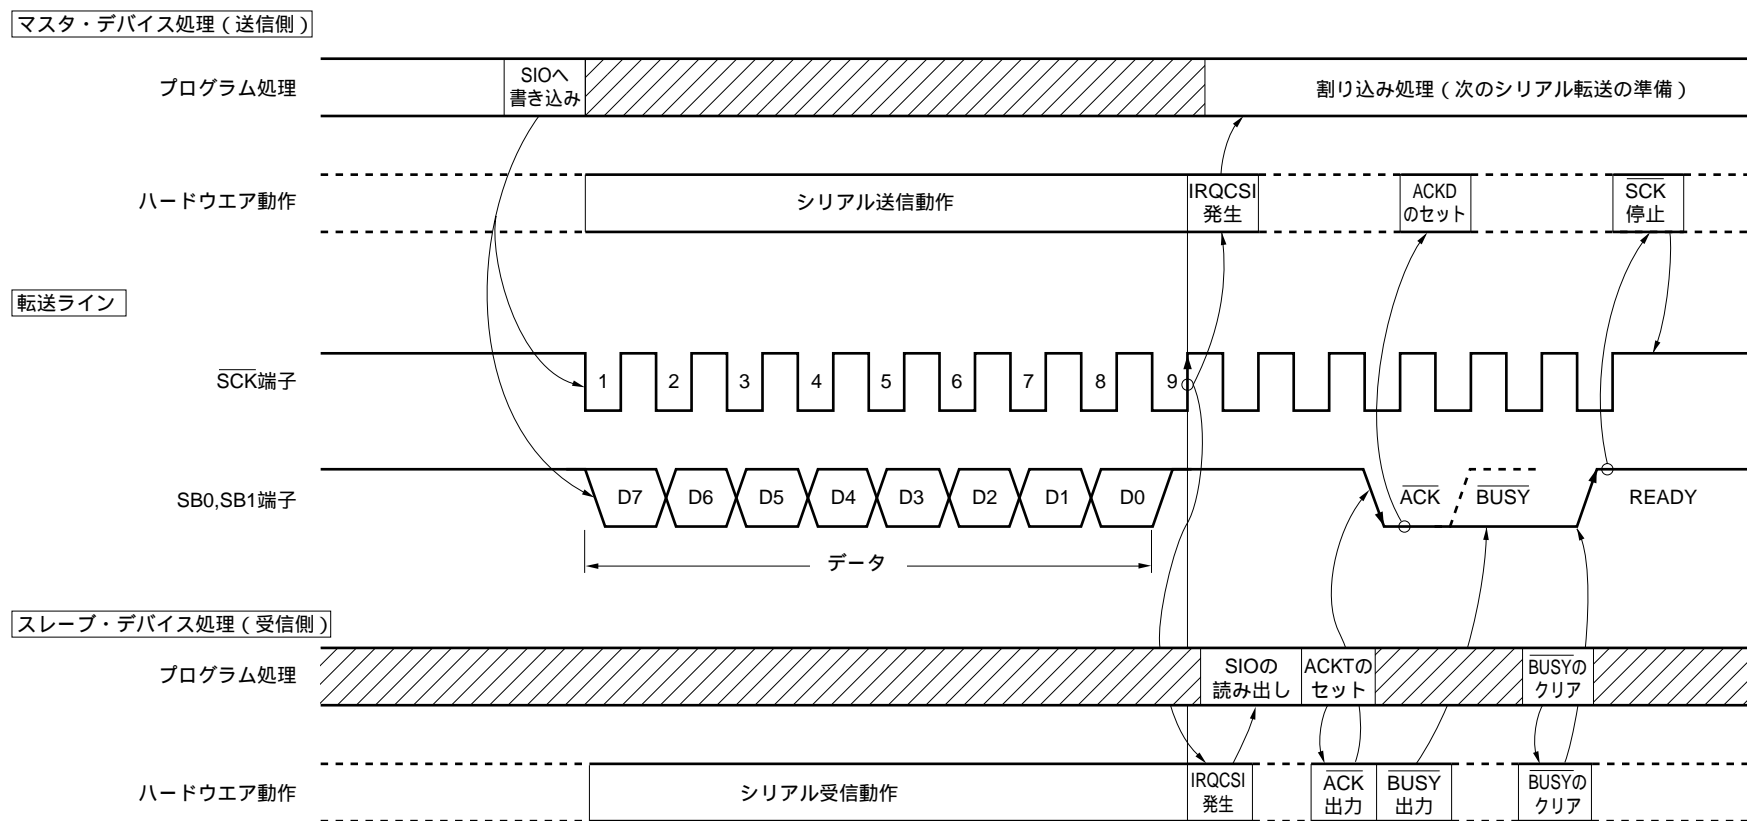 マスタ・デバイス処理(送信側)
プログラム処理
SIOへ
書き込み
割り込み処理(次のシリアル転送の準備)
ハードウエア動作
シリアル送信動作
IRQCSI
発生
ACKD
のセット
SCK
停止
転送ライン
SCK端子
1 2 3 4 5 6 7 8 9
SB0,SB1端子
D7 D6 D5 D4 D3 D2 D1 D0
ACK
BUSY
READY
データ
スレーブ・デバイス処理(受信側)
プログラム処理
SIOの
読み出し
ACKTの
セット
BUSYの
クリア
ハードウエア動作
シリアル受信動作
IRQCSI
発生
ACK
出力
BUSY
出力
BUSYの
クリア